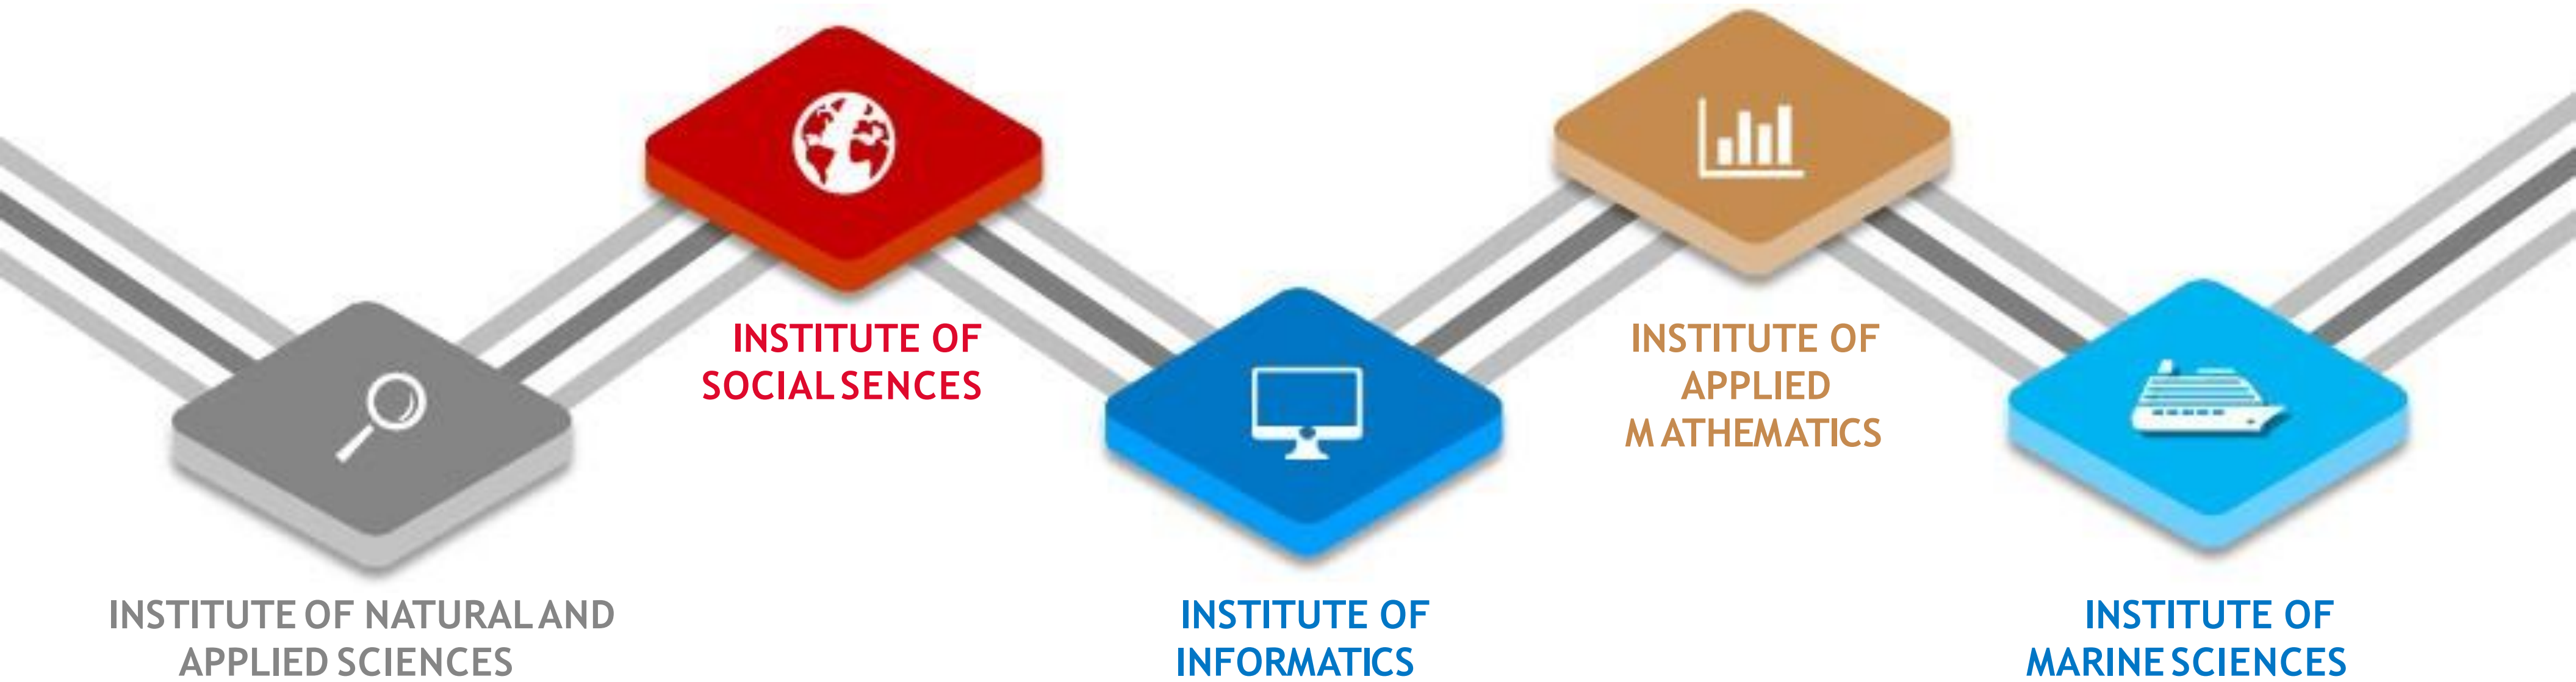 INSTITUTE OF NATURAL AND
APPLIED SCIENCES
INSTITUTE OF
SOCIAL SENCES
INSTITUTE OF
INFORMATICS
INSTITUTE OF
APPLIED
MATHEMATICS
INSTITUTE OF
MARINE SCIENCES